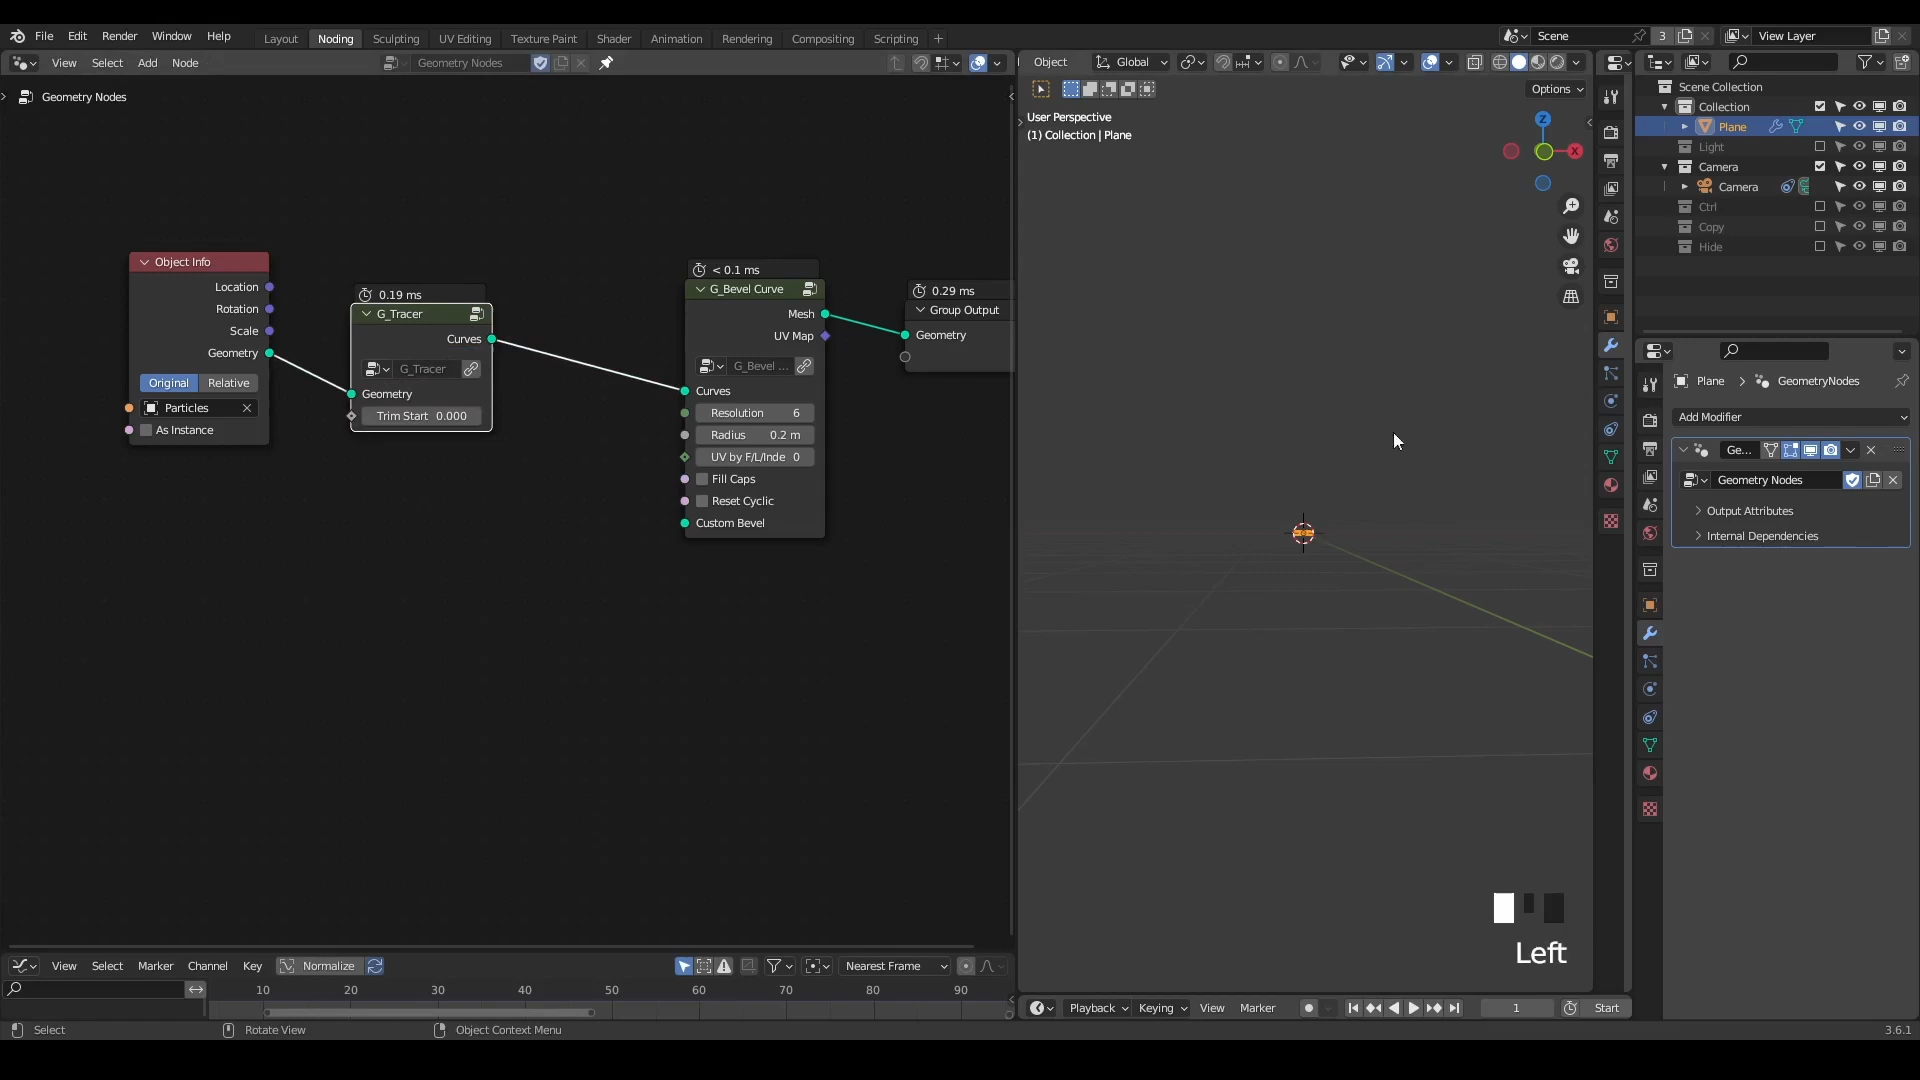 File Edit Render Window Help
Layout Noding Sculpting UV Editing Texture Paint Shader Animation Rendering Compositing Scripting +
Scene 3
View Layer
View Select Add Node
Geometry Nodes
Object Global
Geometry Nodes
Options
User Perspective
(1) Collection | Plane
Z
X
Scene Collection
Collection
Plane
Light
Camera
Camera
Ctrl
Copy
Hide
Object Info
Location
Rotation
Scale
Geometry
Original Relative
Particles
As Instance
0.19 ms
G_Tracer
Curves
G_Tracer
Geometry
Trim Start 0.000
< 0.1 ms
G_Bevel Curve
Mesh
UV Map
G_Bevel ...
Curves
Resolution 6
Radius 0.2 m
UV by F/L/Inde 0
Fill Caps
Reset Cyclic
Custom Bevel
0.29 ms
Group Output
Geometry
Plane > GeometryNodes
Add Modifier
Ge...
Geometry Nodes
Output Attributes
Internal Dependencies
Left
View Select Marker Channel Key Normalize
Nearest Frame
10 20 30 40 50 60 70 80 90
Playback Keying View Marker
1 Start
Select Rotate View Object Context Menu
3.6.1